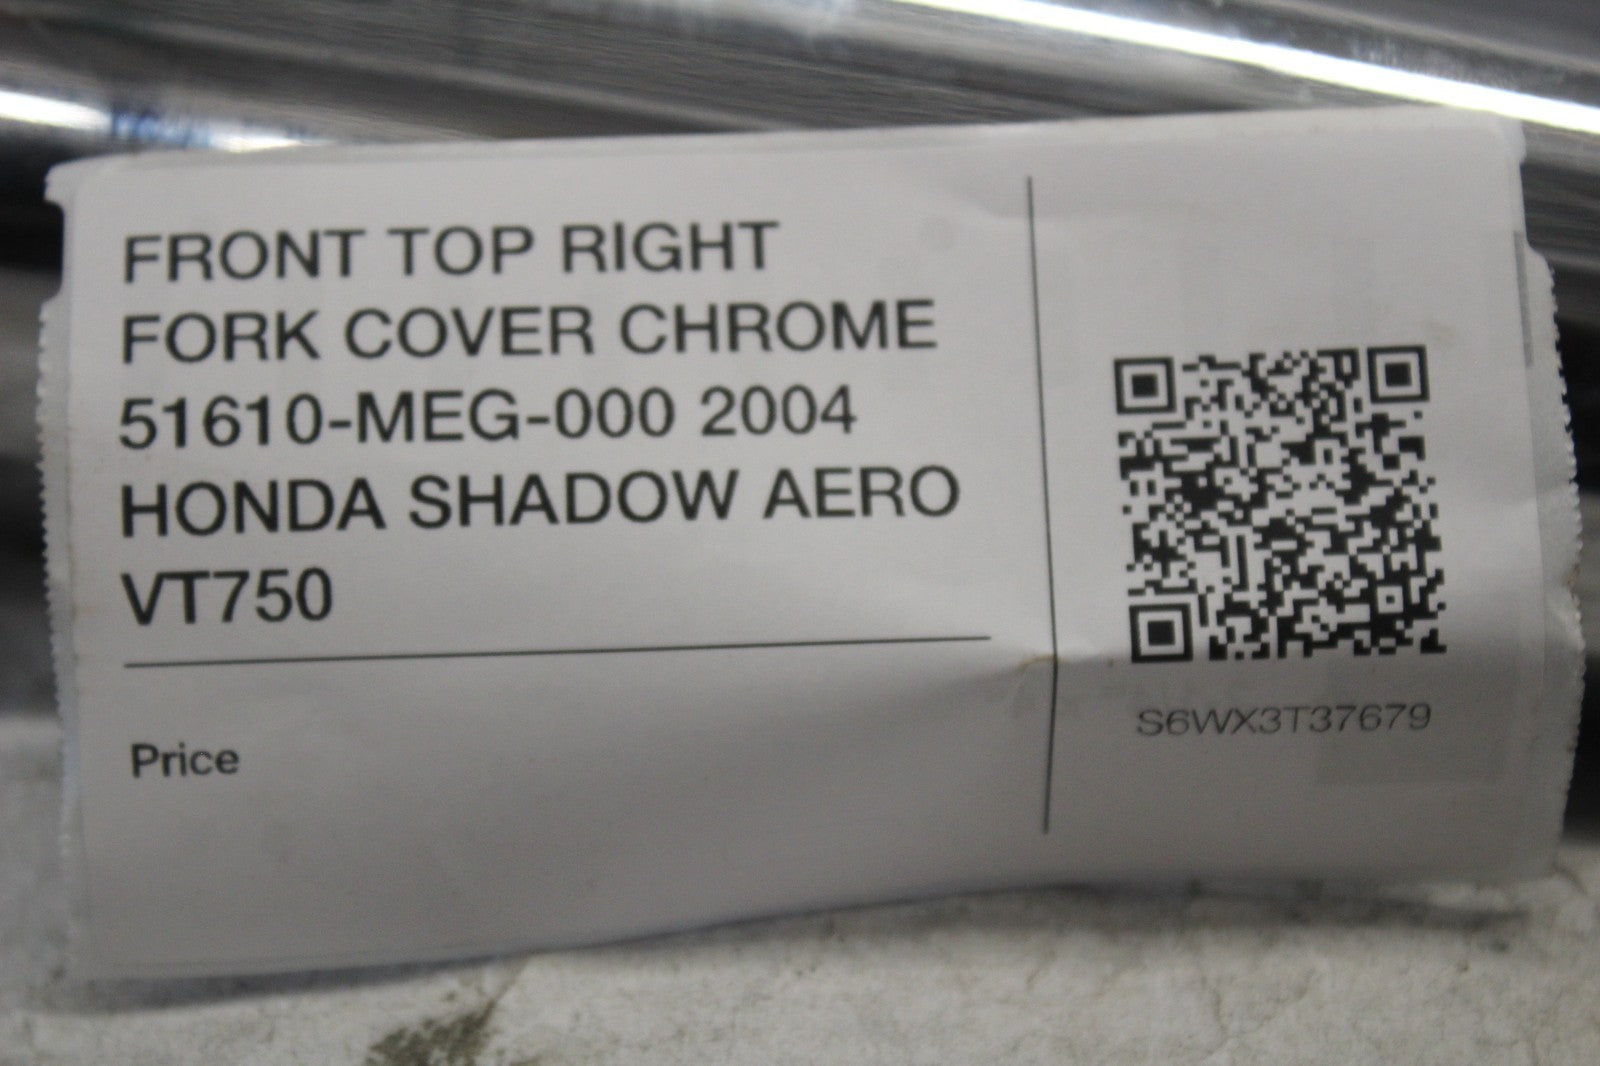 FRONT TOP RIGHT
FORK COVER CHROME
51610-MEG-000 2004
HONDA SHADOW AERO
VT750
Price
S6WX3T37679